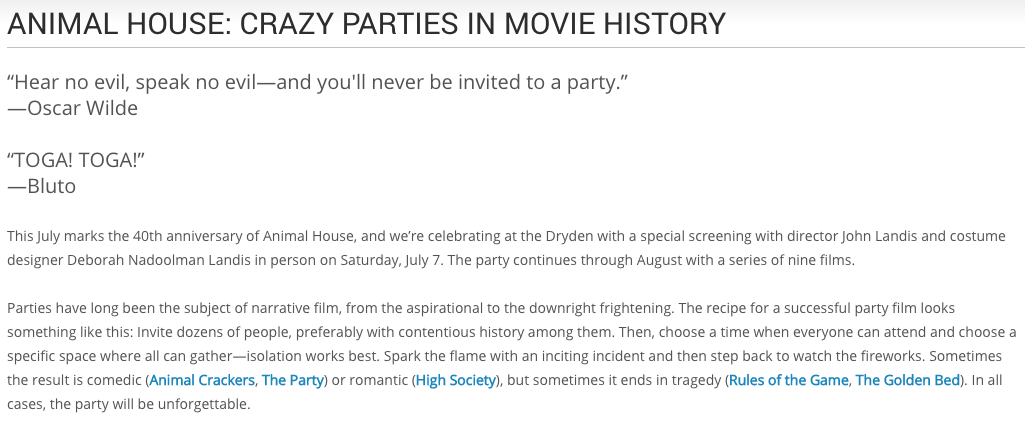 ANIMAL HOUSE: CRAZY PARTIES IN MOVIE HISTORY
“Hear no evil, speak no evil—and you'll never be invited to a party.”
—Oscar Wilde
“TOGA! TOGA!”
—Bluto
This July marks the 40th anniversary of Animal House, and we’re celebrating at the Dryden with a special screening with director John Landis and costume
designer Deborah Nadoolman Landis in person on Saturday, July 7. The party continues through August with a series of nine films.
Parties have long been the subject of narrative film, from the aspirational to the downright frightening. The recipe for a successful party film looks
something like this: Invite dozens of people, preferably with contentious history among them. Then, choose a time when everyone can attend and choose a
specific space where all can gather—isolation works best. Spark the flame with an inciting incident and then step back to watch the fireworks. Sometimes
the result is comedic (Animal Crackers, The Party) or romantic (High Society), but sometimes it ends in tragedy (Rules of the Game, The Golden Bed). In all
cases, the party will be unforgettable.